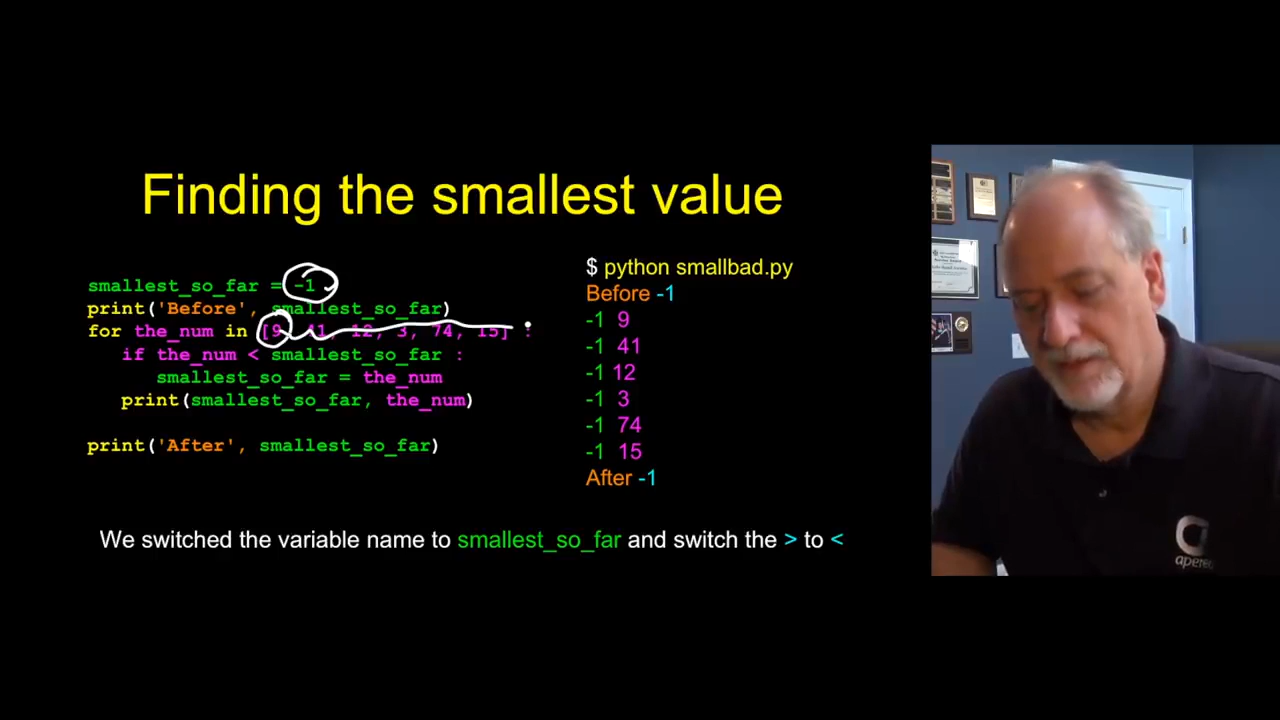 Finding the smallest value
smallest_so_far = -1
print('Before', smallest_so_far)
for the_num in [9, 41, 12, 3, 74, 15] :
if the_num < smallest_so_far :
smallest_so_far = the_num
print(smallest_so_far, the_num)
print('After', smallest_so_far)
$ python smallbad.py
Before -1
-1 9
-1 41
-1 12
-1 3
-1 74
-1 15
After -1
We switched the variable name to smallest_so_far and switch the > to <